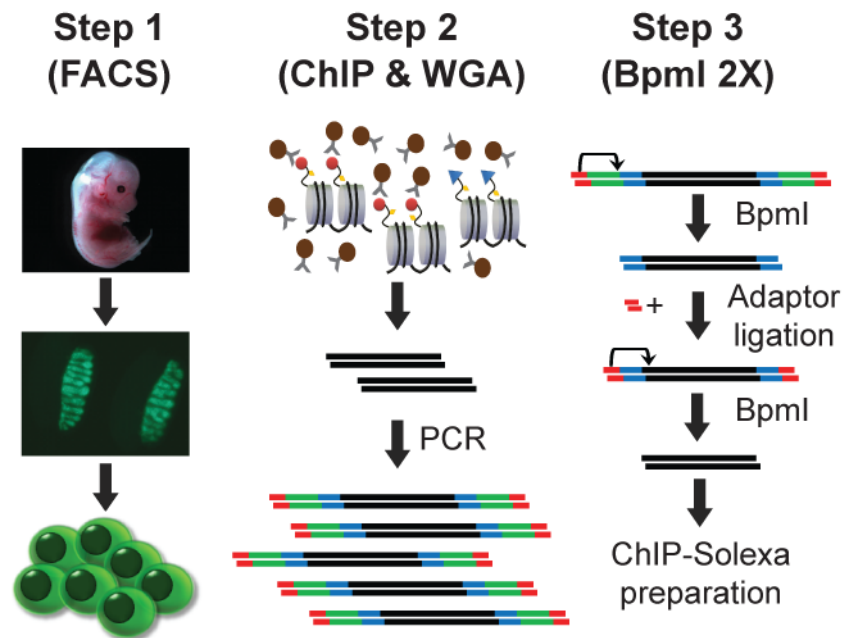 Step 1
(FACS)
Step 2
(ChIP & WGA)
PCR
Step 3
(BpmI 2X)
BpmI
+
Adaptor
ligation
BpmI
ChIP-Solexa
preparation